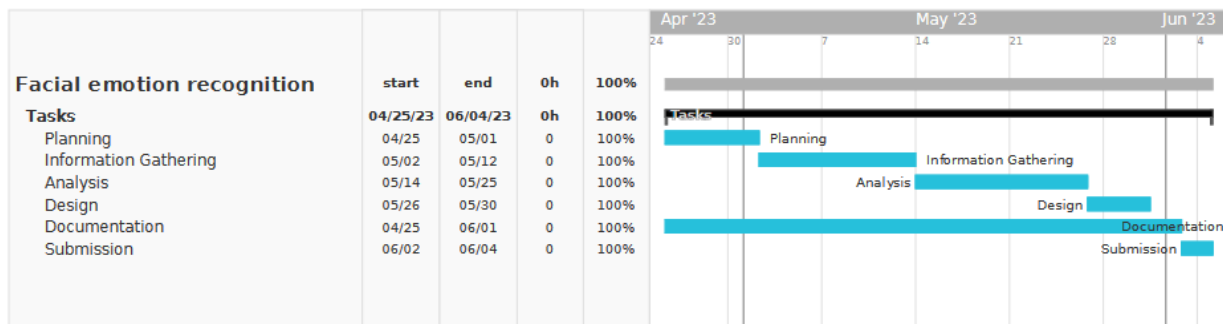 Apr '23 May '23 Jun '23
24 30 7 14 21 28 4
Facial emotion recognition start end 0h 100%
Tasks 04/25/23 06/04/23 0h 100% Tasks
Planning 04/25 05/01 0 100% Planning
Information Gathering 05/02 05/12 0 100% Information Gathering
Analysis 05/14 05/25 0 100% Analysis
Design 05/26 05/30 0 100% Design
Documentation 04/25 06/01 0 100% Documentation
Submission 06/02 06/04 0 100% Submission